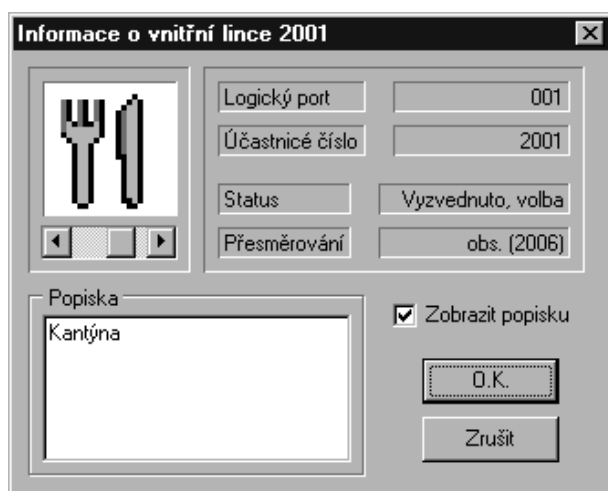 Informace o vnitřní lince 2001
Logický port 001
Účastnicé číslo 2001
Status Vyzvednuto, volba
Přesměrování obs. (2006)
Popiska
Kantýna
Zobrazit popisku
O.K.
Zrušit